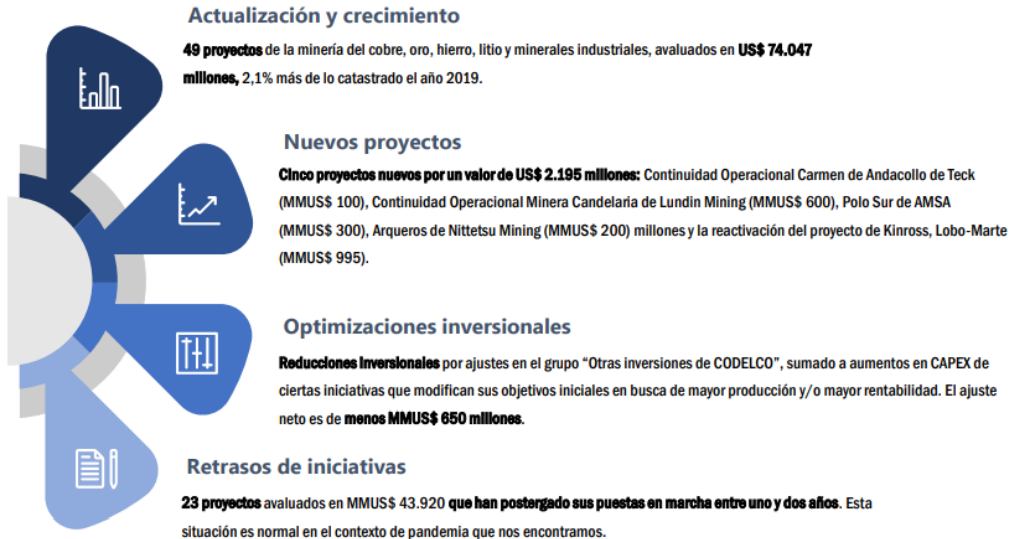 Actualización y crecimiento
49 proyectos de la minería del cobre, oro, hierro, litio y minerales industriales, avaluados en US$ 74.047
millones, 2,1% más de lo catastrado el año 2019.
Nuevos proyectos
Cinco proyectos nuevos por un valor de US$ 2.195 millones: Continuidad Operacional Carmen de Andacollo de Teck
(MMUS$ 100), Continuidad Operacional Minera Candelaria de Lundin Mining (MMUS$ 600), Polo Sur de AMSA
(MMUS$ 300), Arqueros de Nittetsu Mining (MMUS$ 200) millones y la reactivación del proyecto de Kinross, Lobo-Marte
(MMUS$ 995).
Optimizaciones inversionales
Reducciones inversionales por ajustes en el grupo “Otras inversiones de CODELCO”, sumado a aumentos en CAPEX de
ciertas iniciativas que modifican sus objetivos iniciales en busca de mayor producción y/o mayor rentabilidad. El ajuste
neto es de menos MMUS$ 650 millones.
Retrasos de iniciativas
23 proyectos avaluados en MMUS$ 43.920 que han postergado sus puestas en marcha entre uno y dos años. Esta
situación es normal en el contexto de pandemia que nos encontramos.